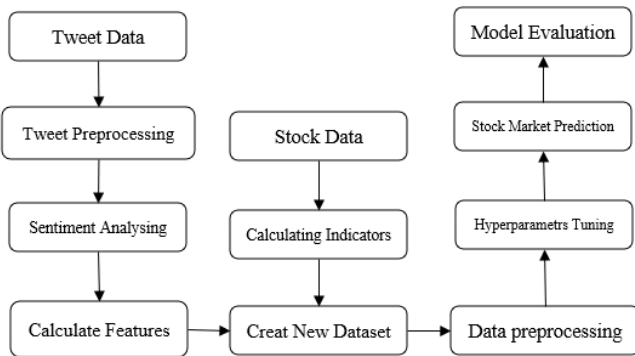 Tweet Data
Tweet Preprocessing
Sentiment Analysing
Calculate Features
Stock Data
Calculating Indicators
Creat New Dataset
Model Evaluation
Stock Market Prediction
Hyperparametrs Tuning
Data preprocessing